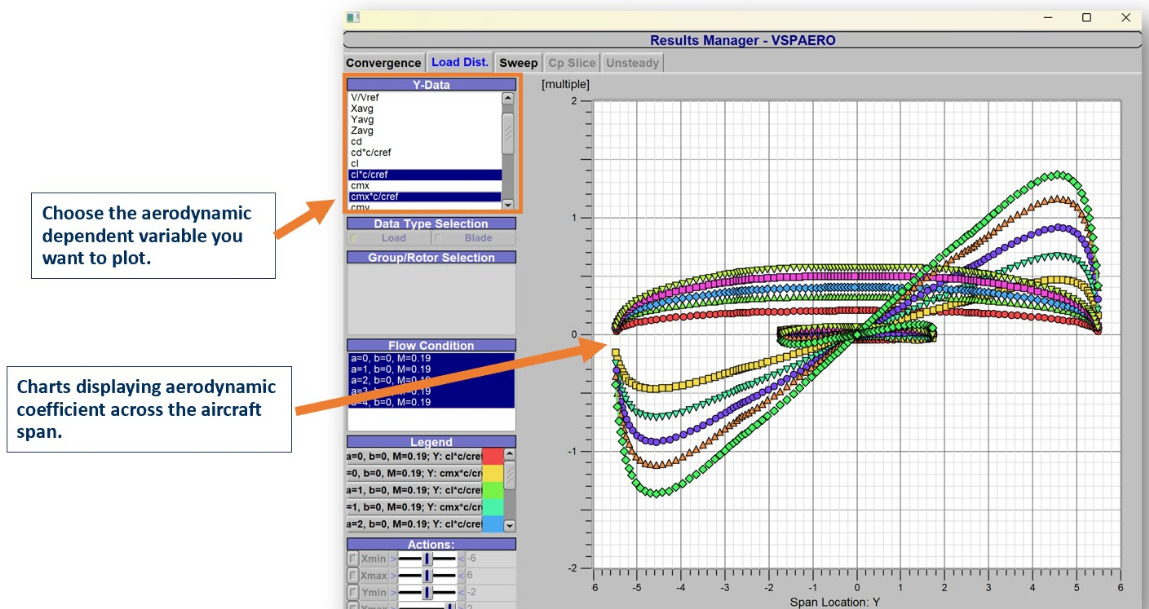 Results Manager - VSPAERO
Convergence Load Dist. Sweep Cp Slice Unsteady
Y-Data
V/Vref
Xavg
Yavg
Zavg
cd
cd*c/cref
cl
cl*c/cref
cmx
cmx*c/cref
cmy
Data Type Selection
F Load F Blade
Group/Rotor Selection
Flow Condition
a=0, b=0, M=0.19
a=1, b=0, M=0.19
a=2, b=0, M=0.19
b=0, M=0.19
a=4, b=0, M=0.19
Legend
a=0, b=0, M=0.19; Y: cl*c/cref
=0, b=0, M=0.19; Y: cmx*c/cr
a=1, b=0, M=0.19; Y: cl*c/cref
=1, b=0, M=0.19; Y: cmx*c/cr
a=2, b=0, M=0.19; Y: cl*c/cref
Actions:
F Xmin > < -6
F Xmax > < 6
F Ymin > < -2
2
[multiple]
2
1
0
-1
-2
-6 -5 -4 -3 -2 -1 0 1 2 3 4 5 6
Span Location: Y
Choose the aerodynamic
dependent variable you
want to plot.
Charts displaying aerodynamic
coefficient across the aircraft
span.